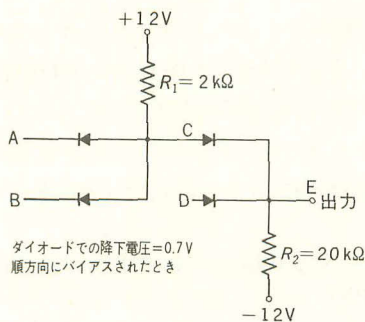 +12V
R₁=2kΩ
A
C
B
D
E
出力
ダイオードでの降下電圧=0.7V
順方向にバイアスされたとき
R₂=20kΩ
−12V